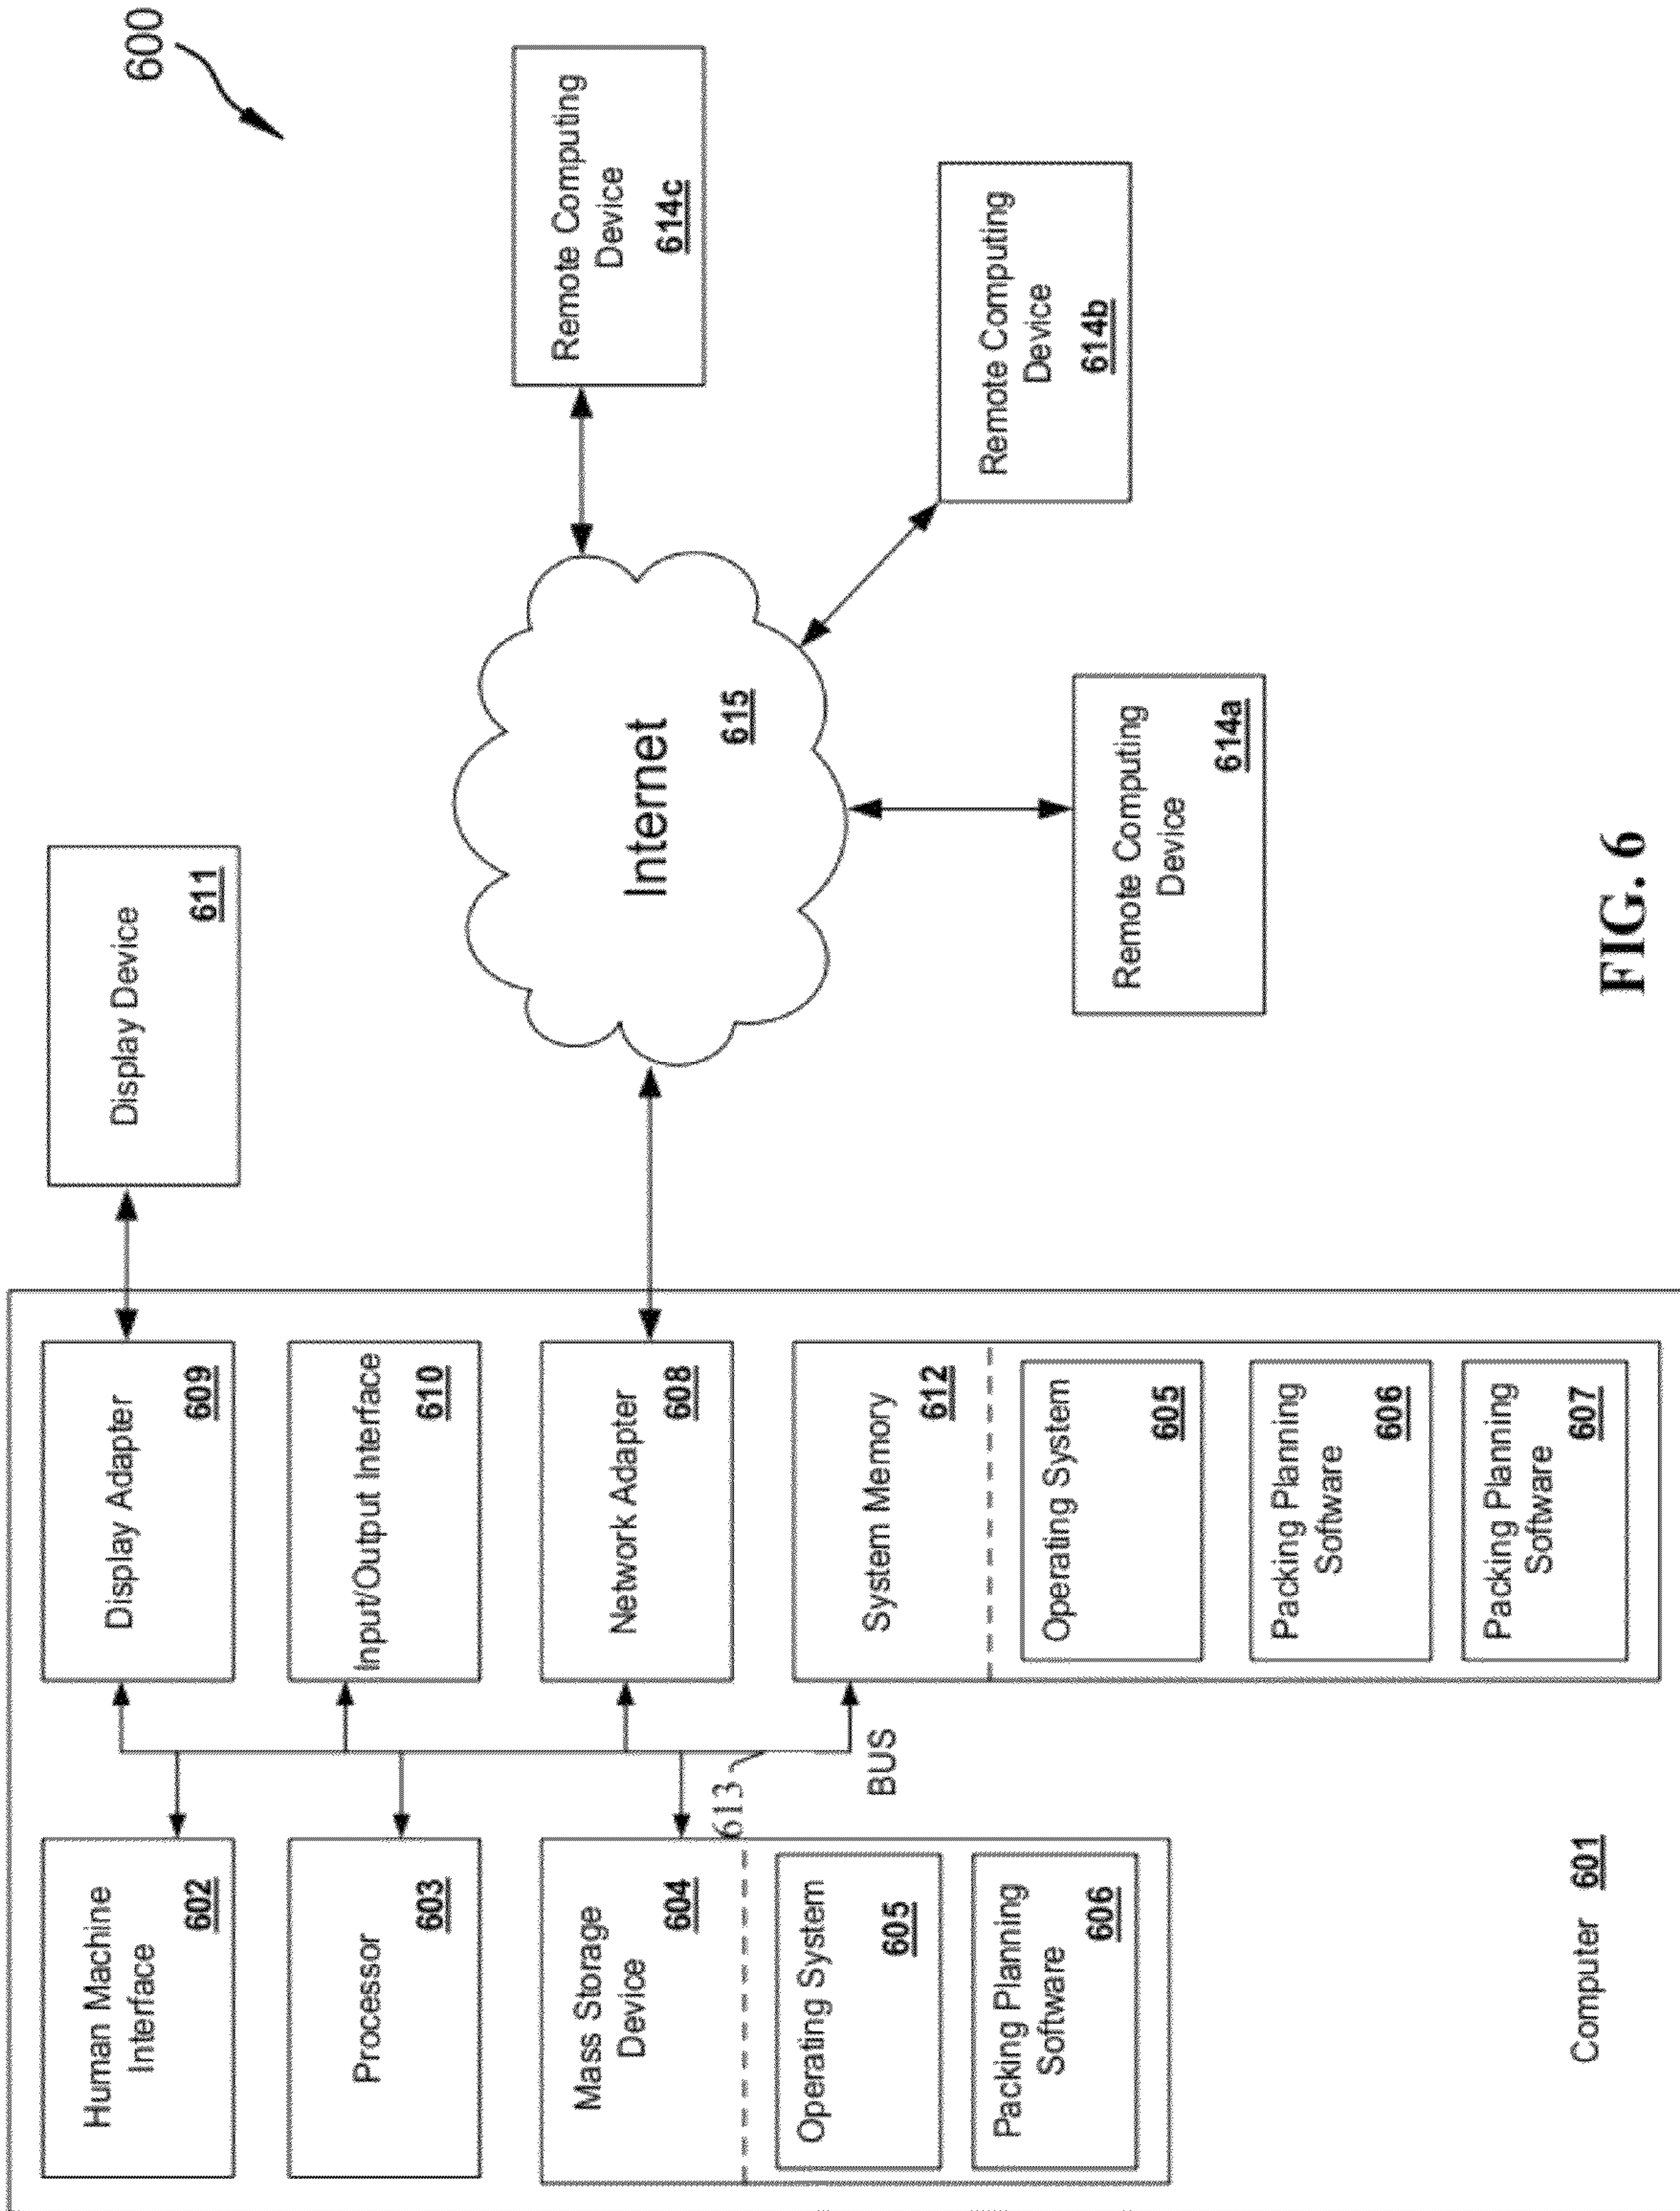 600
Human Machine
Interface
602
Processor
603
Mass Storage
Device
604
Operating System
605
Packing Planning
Software
606
613
BUS
Display Adapter
609
Input/Output Interface
610
Network Adapter
608
System Memory
612
Operating System
605
Packing Planning
Software
606
Packing Planning
Software
607
Computer 601
Display Device
611
Internet
615
Remote Computing
Device
614a
Remote Computing
Device
614b
Remote Computing
Device
614c
FIG. 6